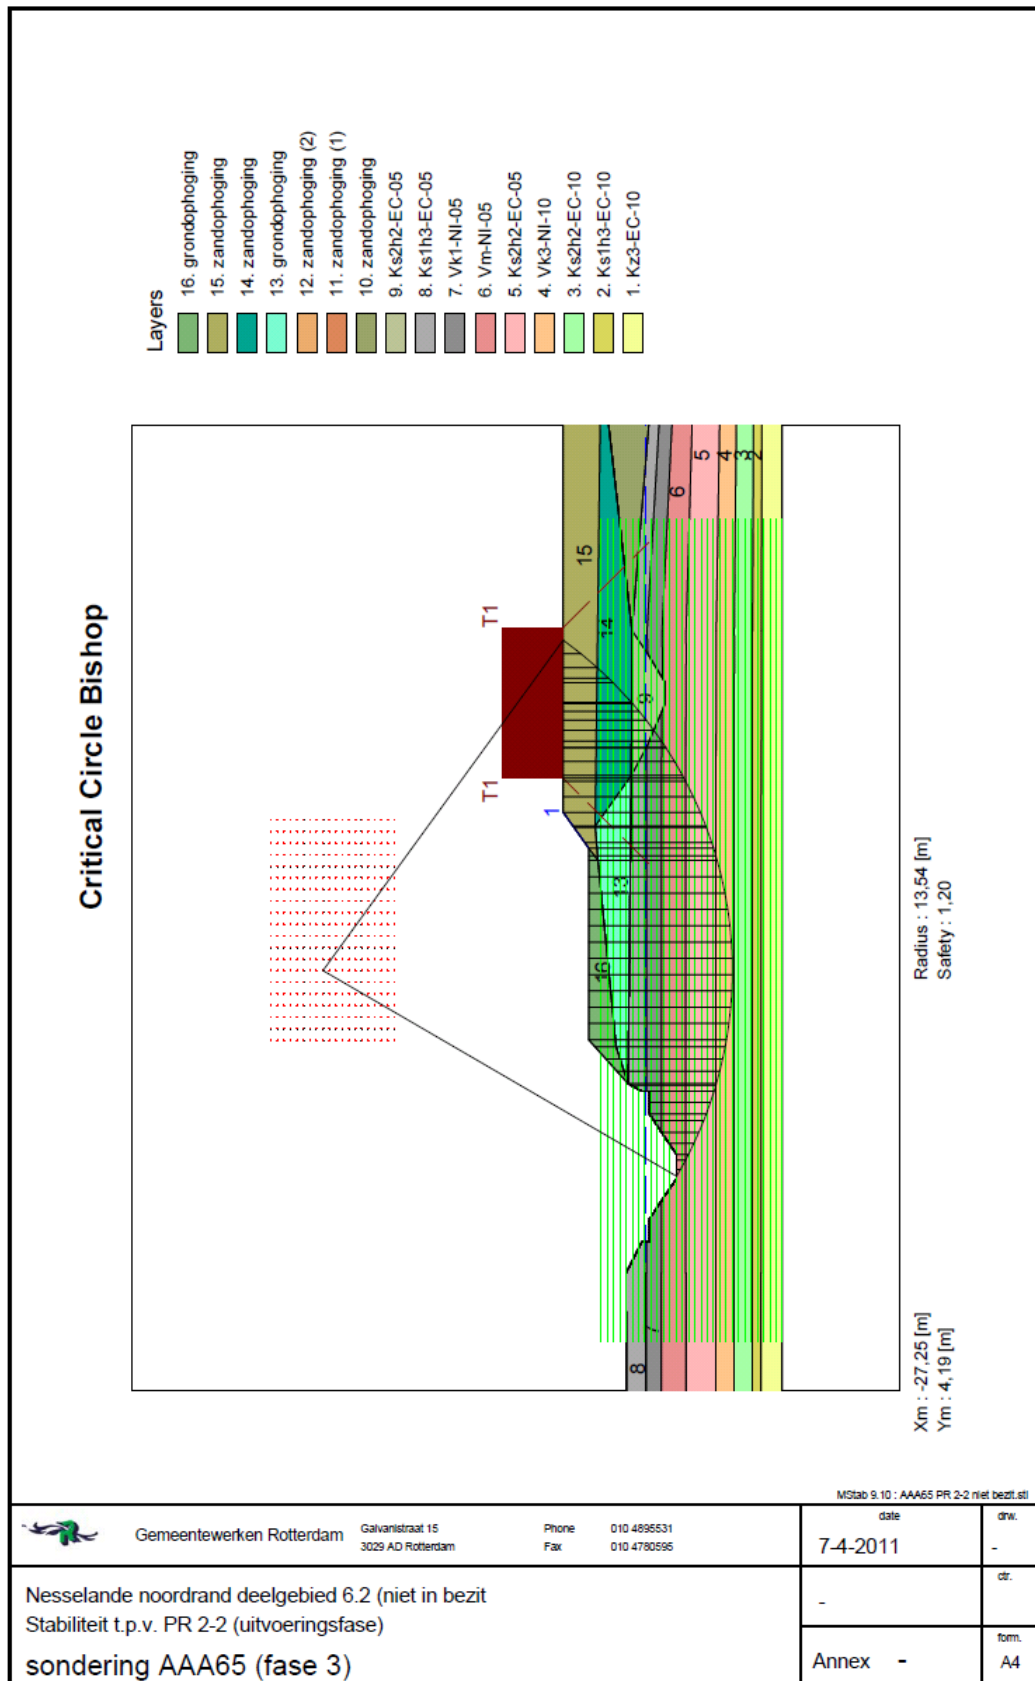 Critical Circle Bishop
Layers
16. grondophoging
15. zandophoging
14. zandophoging
13. grondophoging
12. zandophoging (2)
11. zandophoging (1)
10. zandophoging
9. Ks2h2-EC-05
8. Ks1h3-EC-05
7. Vk1-NI-05
6. Vm-NI-05
5. Ks2h2-EC-05
4. Vk3-NI-10
3. Ks2h2-EC-10
2. Ks1h3-EC-10
1. Kz3-EC-10
T1
T1
1
15
14
13
16
9
8
7
6
5
4
3
2
Xm : -27,25 [m]
Ym : 4,19 [m]
Radius : 13,54 [m]
Safety : 1,20
MStab 9.10 : AAA65 PR 2-2 niet bezit.sti
Gemeentewerken Rotterdam
Galvanistraat 15
3029 AD Rotterdam
Phone 010 4895531
Fax 010 4780595
date
7-4-2011
drw.
-
Nesselande noordrand deelgebied 6.2 (niet in bezit
Stabiliteit t.p.v. PR 2-2 (uitvoeringsfase)
sondering AAA65 (fase 3)
-
ctr.
Annex -
form.
A4